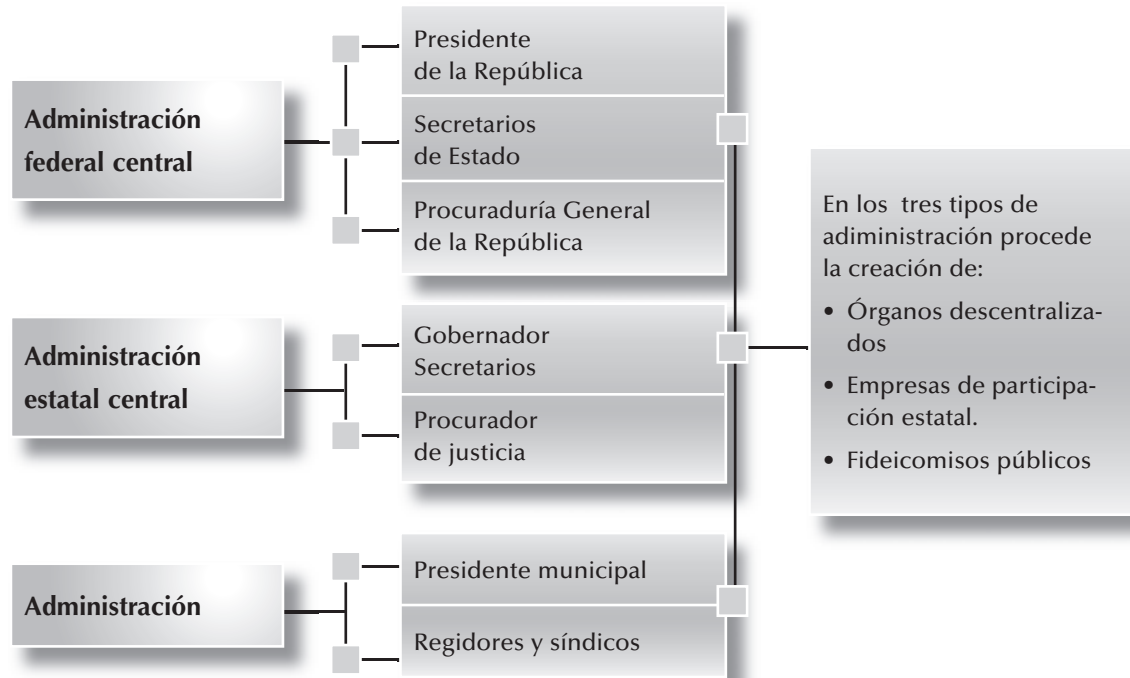 Administración
federal central
Presidente
de la República
Secretarios
de Estado
Procuraduría General
de la República
Administración
estatal central
Gobernador
Secretarios
Procurador
de justicia
Administración
Presidente municipal
Regidores y síndicos
En los tres tipos de
adiministración procede
la creación de:
• Órganos descentraliza-
dos
• Empresas de participa-
ción estatal.
• Fideicomisos públicos